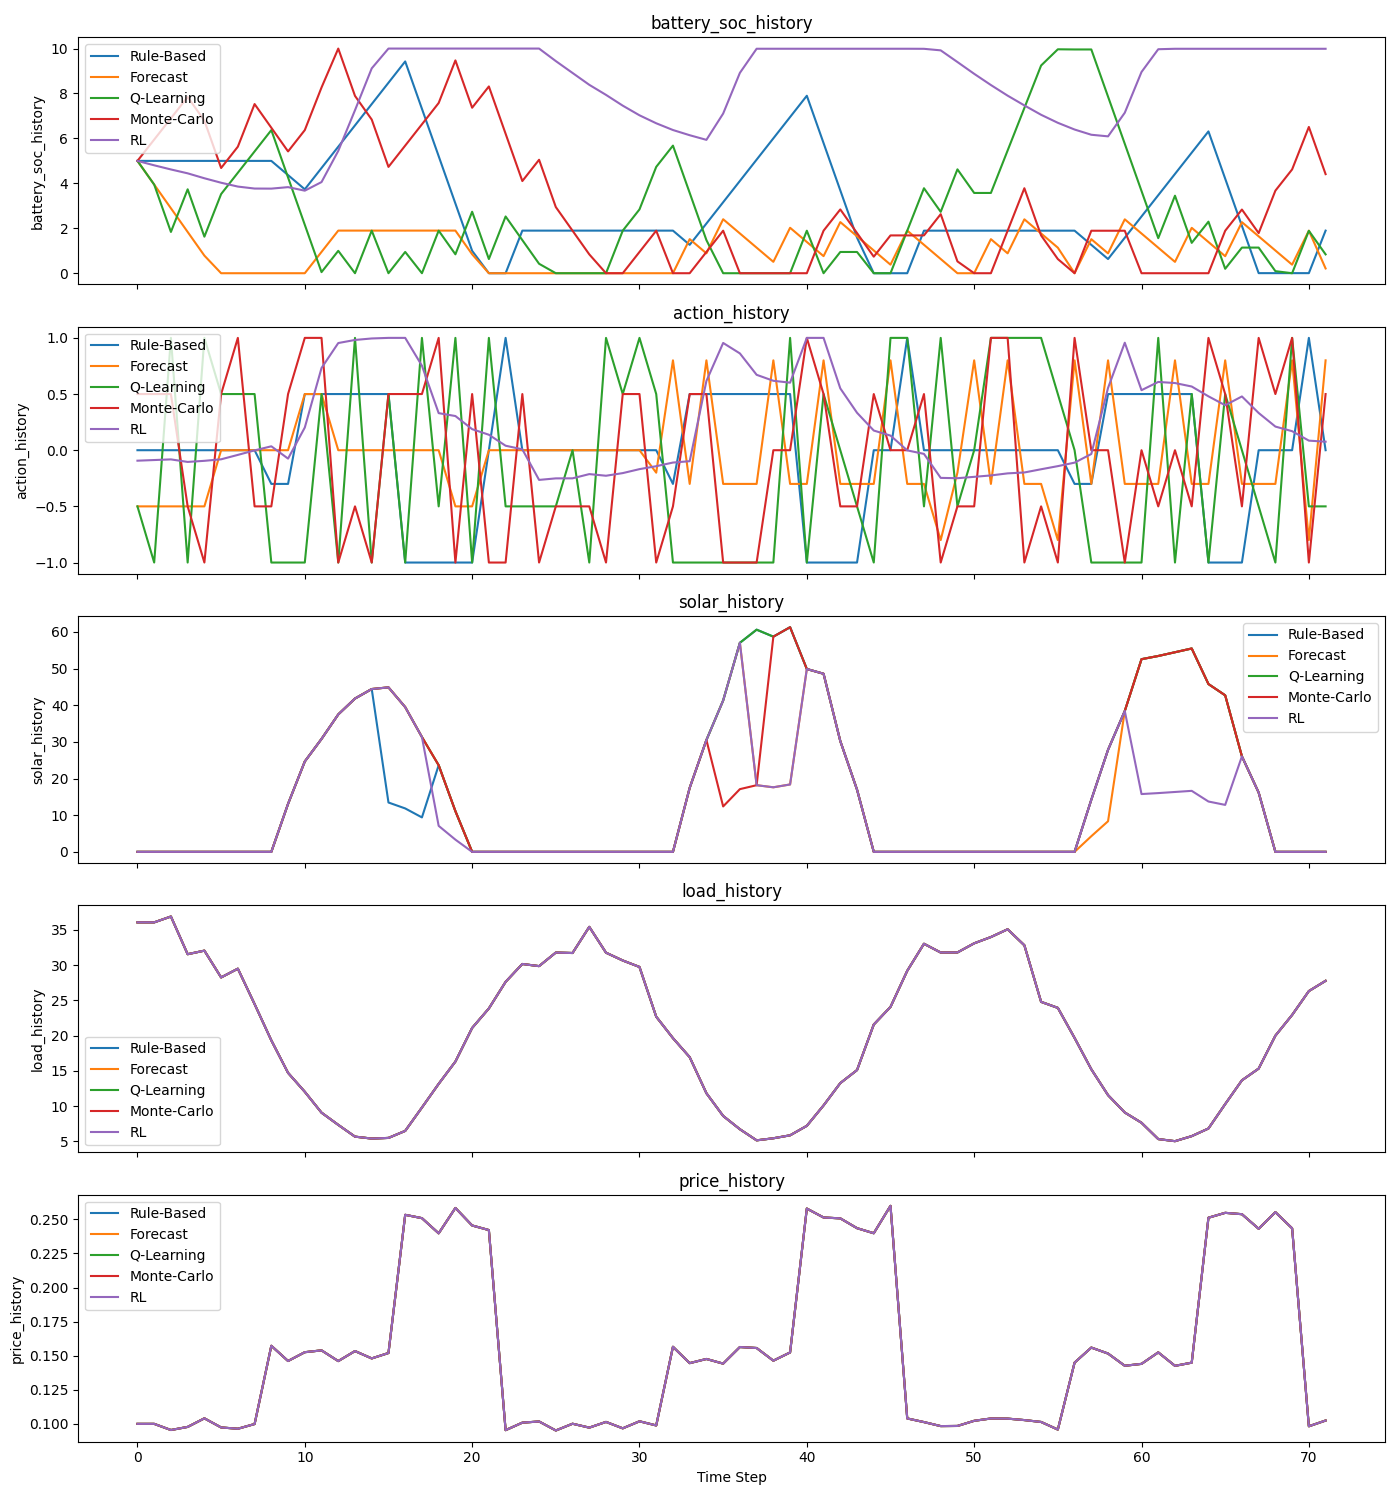 battery_soc_history
battery_soc_history
10
8
6
4
2
0
Rule-Based
Forecast
Q-Learning
Monte-Carlo
RL
action_history
action_history
1.0
0.5
0.0
−0.5
−1.0
Rule-Based
Forecast
Q-Learning
Monte-Carlo
RL
solar_history
solar_history
60
50
40
30
20
10
0
Rule-Based
Forecast
Q-Learning
Monte-Carlo
RL
load_history
load_history
35
30
25
20
15
10
5
Rule-Based
Forecast
Q-Learning
Monte-Carlo
RL
price_history
price_history
0.250
0.225
0.200
0.175
0.150
0.125
0.100
Rule-Based
Forecast
Q-Learning
Monte-Carlo
RL
0 10 20 30 40 50 60 70
Time Step